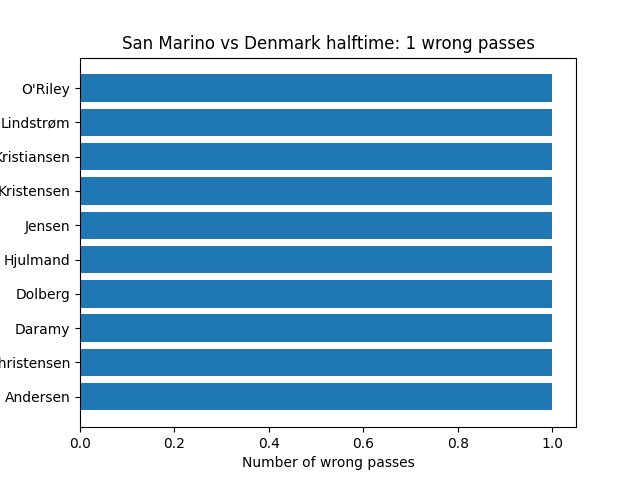 San Marino vs Denmark halftime: 1 wrong passes
O'Riley
Lindstrøm
Kristiansen
Kristensen
Jensen
Hjulmand
Dolberg
Daramy
hristensen
Andersen
0.0 0.2 0.4 0.6 0.8 1.0
Number of wrong passes